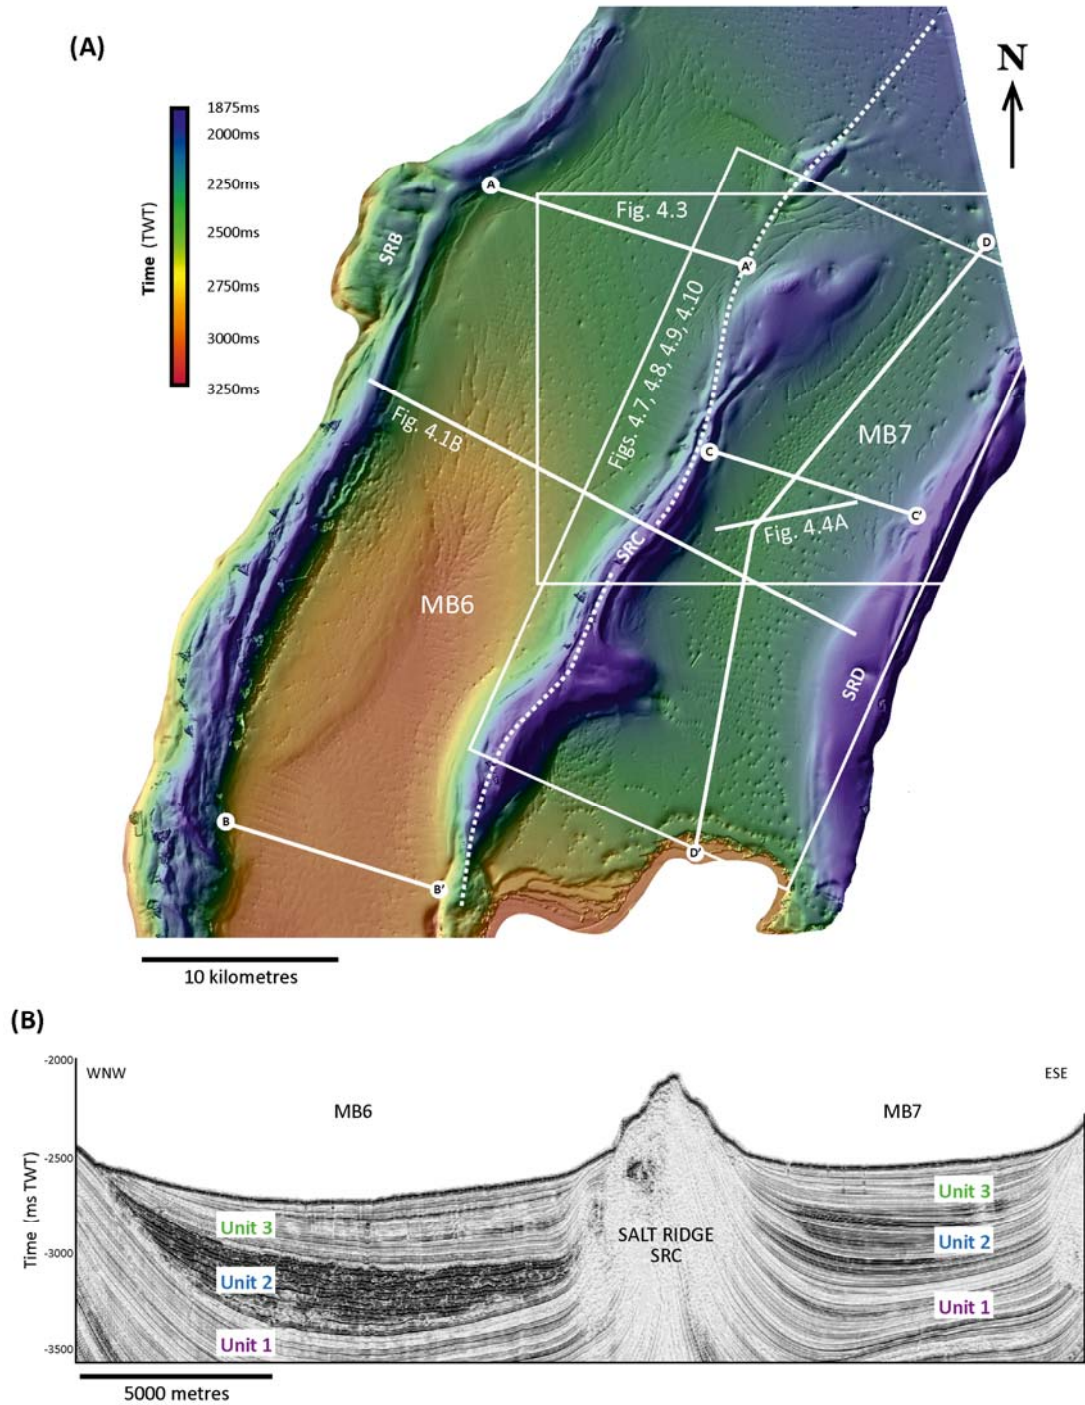 (A)
N
1875ms
2000ms
2250ms
2500ms
2750ms
3000ms
3250ms
Time (TWT)
SRB
A
Fig. 4.3
A'
D
Figs. 4.7, 4.8, 4.9, 4.10
Fig. 4.1B
MB7
C
C'
Fig. 4.4A
SRC
MB6
SRD
B
B'
D'
10 kilometres
(B)
-2000
-2500
-3000
-3500
Time (ms TWT)
WNW
ESE
MB6
MB7
Unit 3
Unit 2
Unit 1
SALT RIDGE
SRC
Unit 3
Unit 2
Unit 1
5000 metres